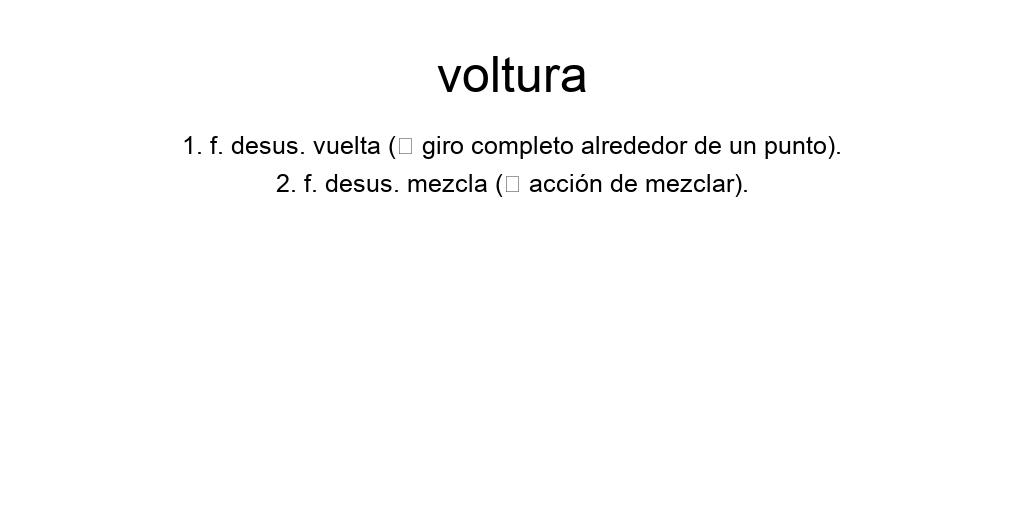 voltura
1. f. desus. vuelta (□ giro completo alrededor de un punto).
2. f. desus. mezcla (□ acción de mezclar).